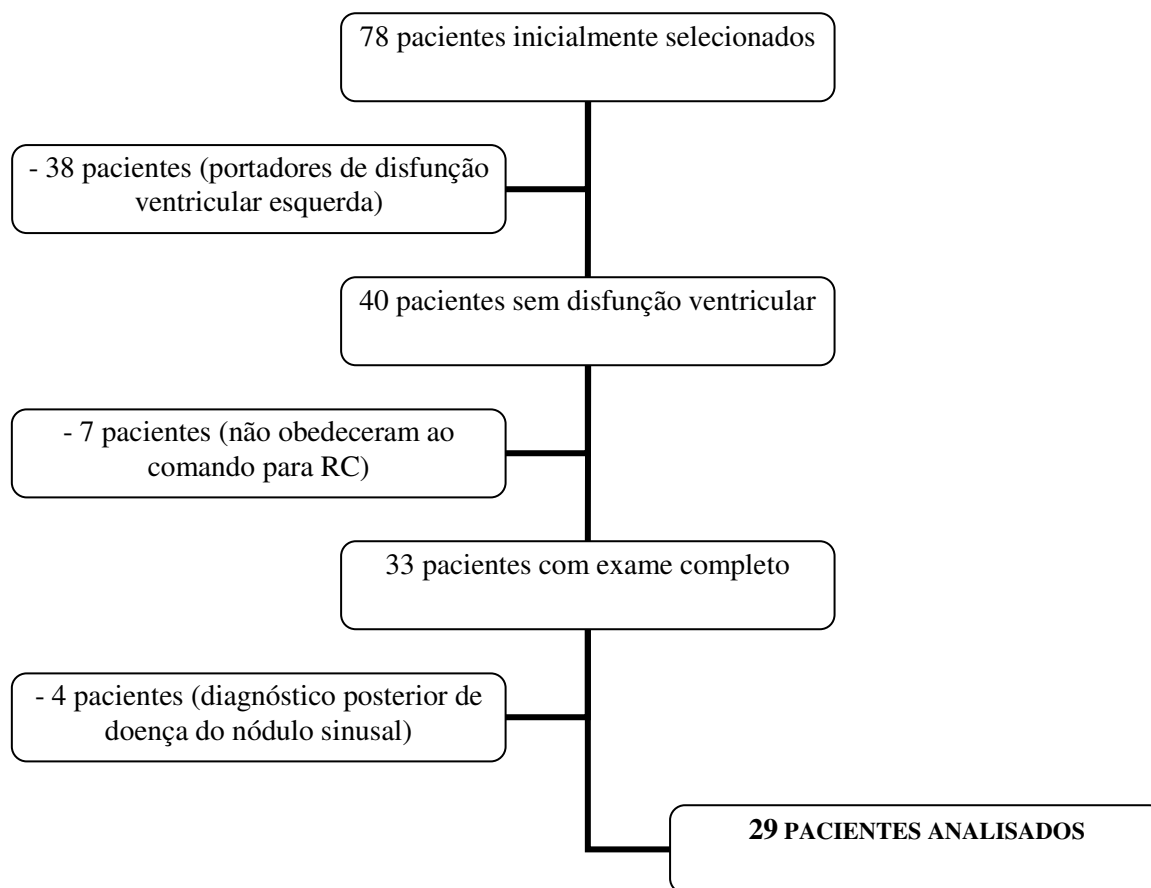 78 pacientes inicialmente selecionados
- 38 pacientes (portadores de disfunção
ventricular esquerda)
40 pacientes sem disfunção ventricular
- 7 pacientes (não obedeceram ao
comando para RC)
33 pacientes com exame completo
- 4 pacientes (diagnóstico posterior de
doença do nódulo sinusal)
29 PACIENTES ANALISADOS